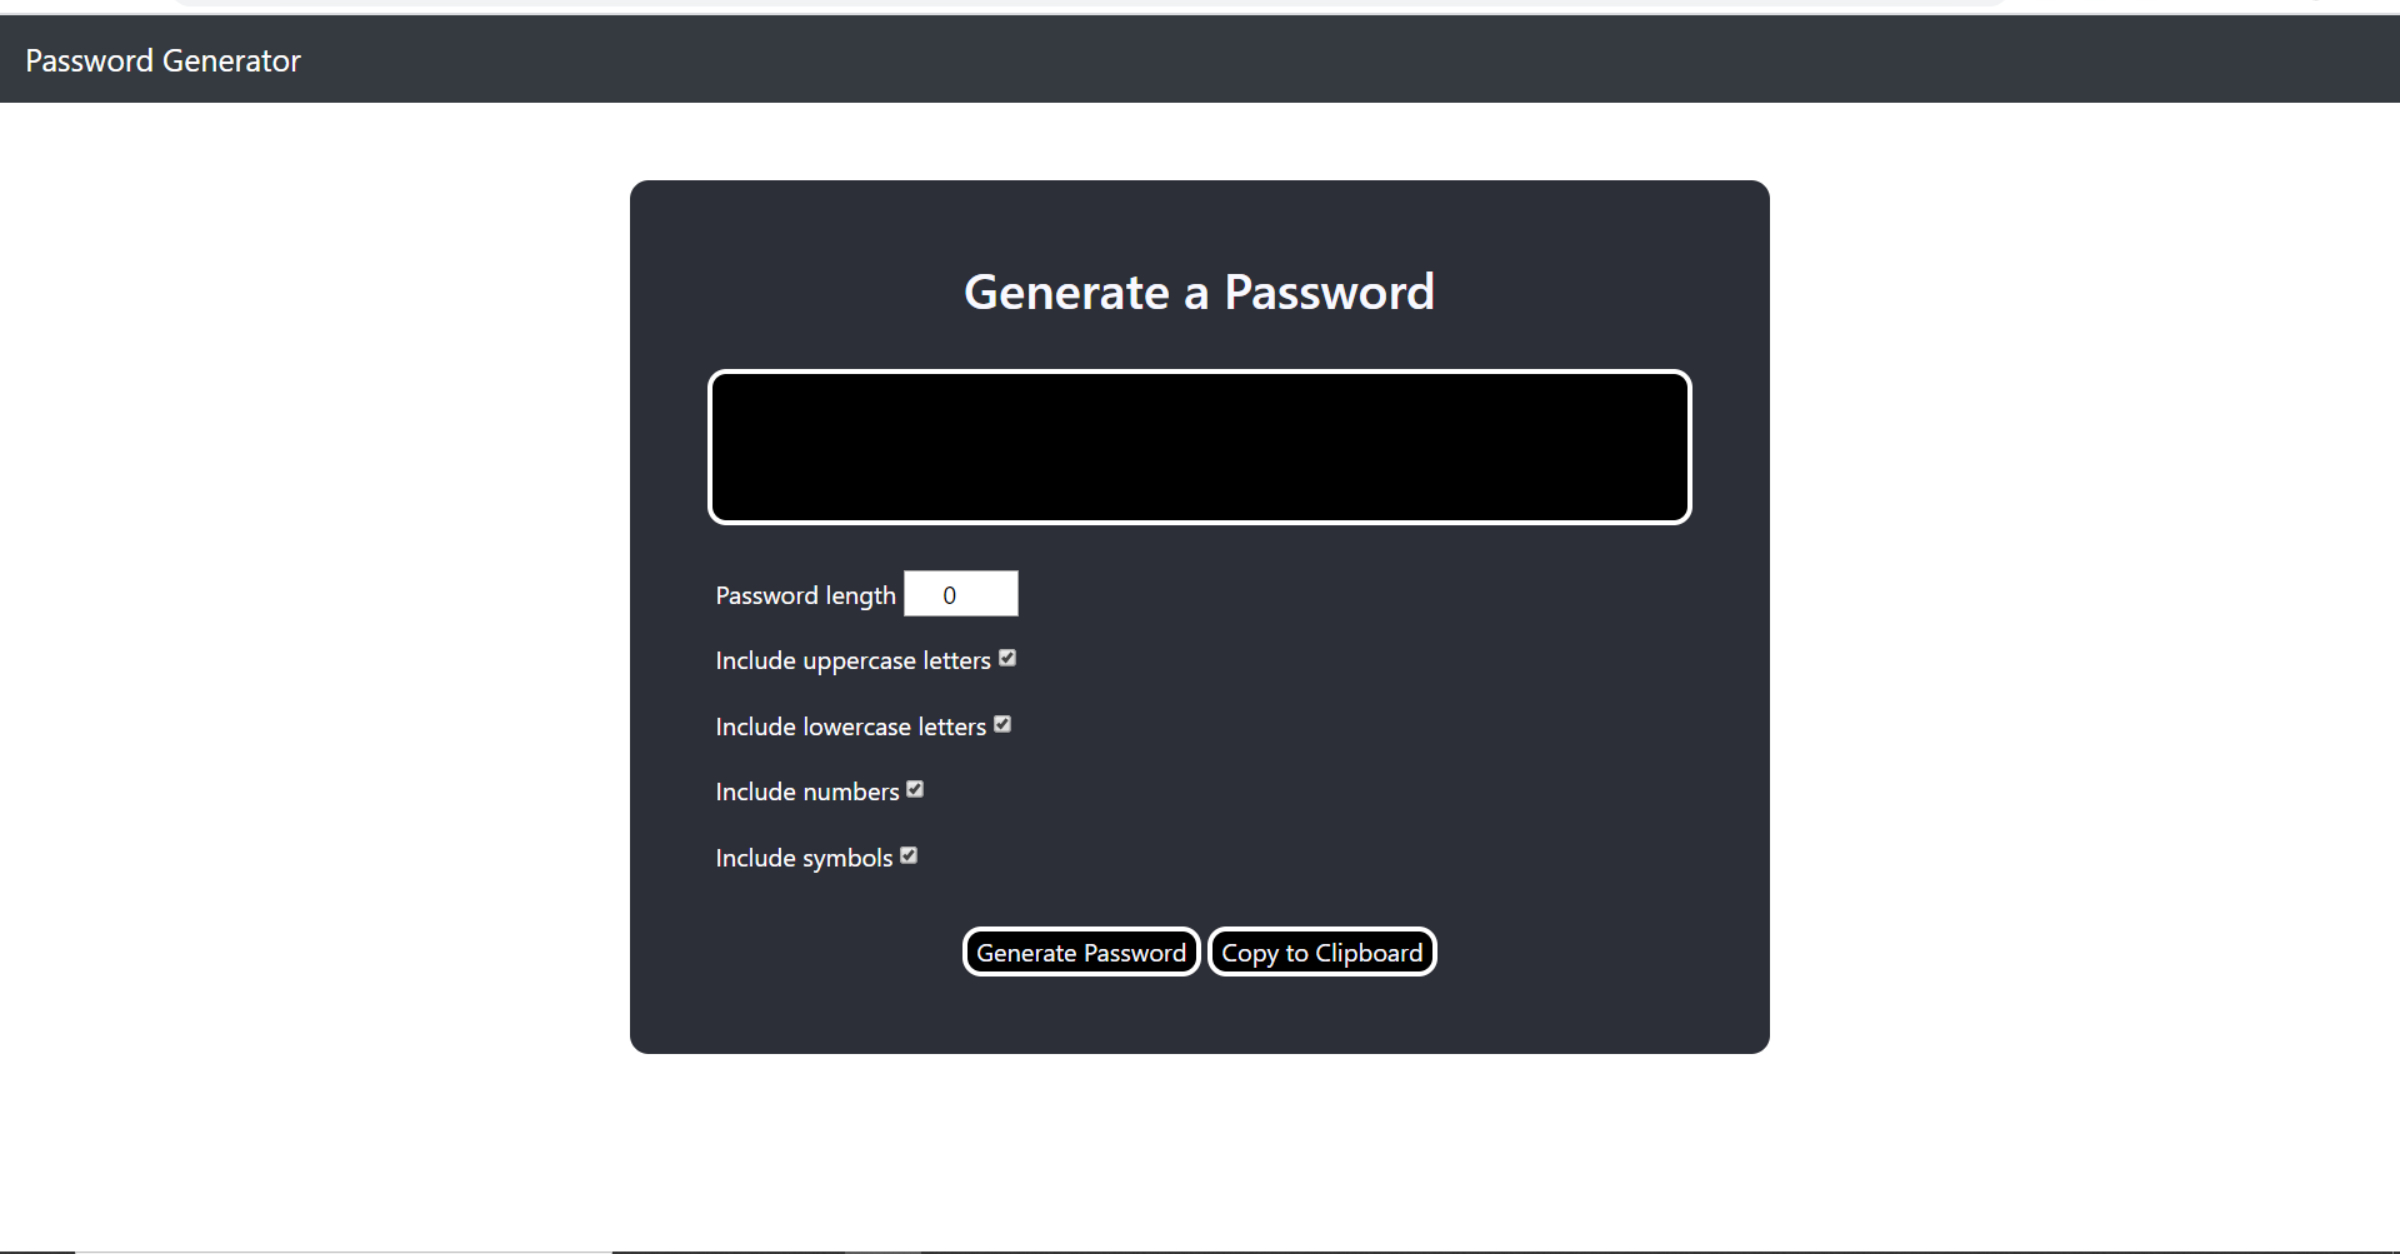 Password Generator
Generate a Password
Password length 0
Include uppercase letters
Include lowercase letters
Include numbers
Include symbols
Generate Password Copy to Clipboard